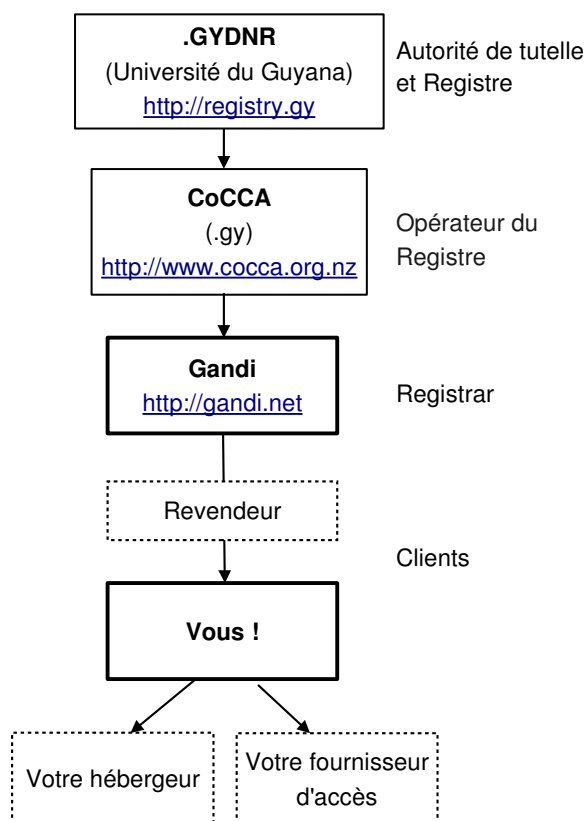 .GYDNR
(Université du Guyana)
http://registry.gy
Autorité de tutelle
et Registre
CoCCA
(.gy)
http://www.cocca.org.nz
Opérateur du
Registre
Gandi
http://gandi.net
Registrar
Revendeur
Clients
Vous !
Votre hébergeur
Votre fournisseur
d'accès